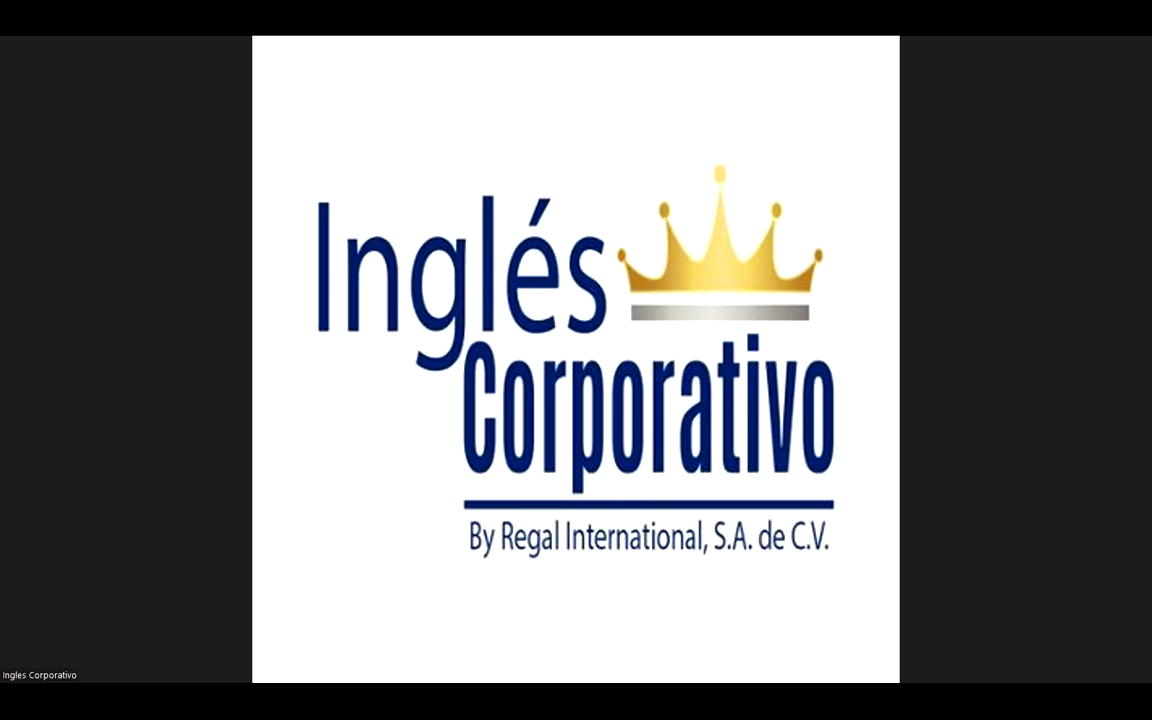 Inglés
Corporativo
By Regal International, S.A. de C.V.
Ingles Corporativo